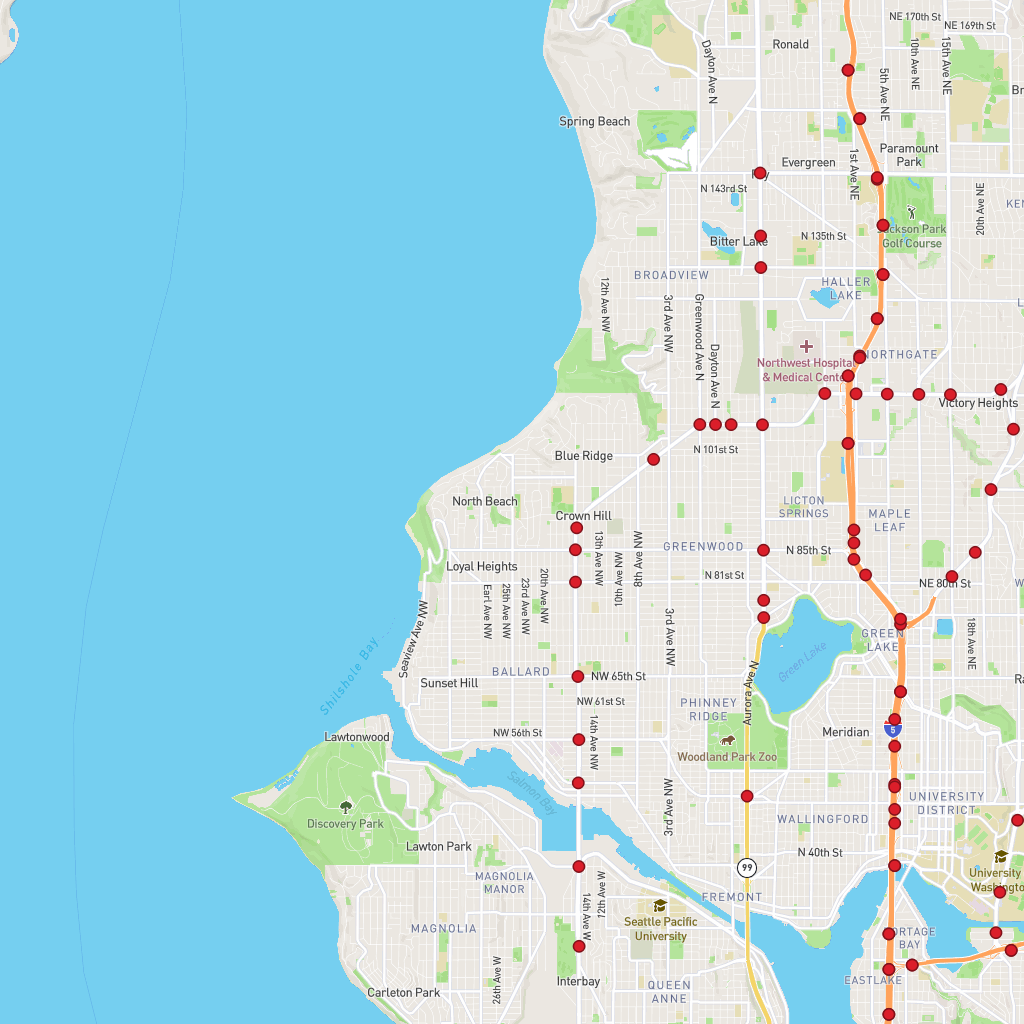 NE 170th St
NE 169th St
Ronald
Dayton Ave N
10th Ave NE
15th Ave NE
5th Ave NE
Br
Spring Beach
1st Ave NE
Paramount
Park
Evergreen
N 143rd St
20th Ave NE
KEN
Jackson Park
Golf Course
N 135th St
Bitter Lake
BROADVIEW
HALLER
LAKE
12th Ave NW
3rd Ave NW
Greenwood Ave N
Dayton Ave N
L
Northwest Hospital
& Medical Center
NORTHGATE
Victory Heights
N 101st St
Blue Ridge
North Beach
LICTON
SPRINGS
MAPLE
LEAF
Crown Hill
GREENWOOD
N 85th St
13th Ave NW
10th Ave NW
8th Ave NW
Loyal Heights
N 81st St
NE 80th St
W
Earl Ave NW
25th Ave NW
23rd Ave NW
20th Ave NW
Seaview Ave NW
3rd Ave NW
GREEN
LAKE
18th Ave NE
Green Lake
Shilshole Bay
BALLARD
NW 65th St
Sunset Hill
Ra
Aurora Ave N
NW 61st St
PHINNEY
RIDGE
14th Ave NW
NW 56th St
Meridian
5
Lawtonwood
Woodland Park Zoo
Salmon Bay
3rd Ave NW
Discovery Park
UNIVERSITY
DISTRICT
WALLINGFORD
Lawton Park
N 40th St
99
MAGNOLIA
MANOR
University
Washington
12th Ave W
14th Ave W
FREMONT
Seattle Pacific
University
MAGNOLIA
PORTAGE
BAY
26th Ave W
Interbay
Carleton Park
QUEEN
ANNE
EASTLAKE